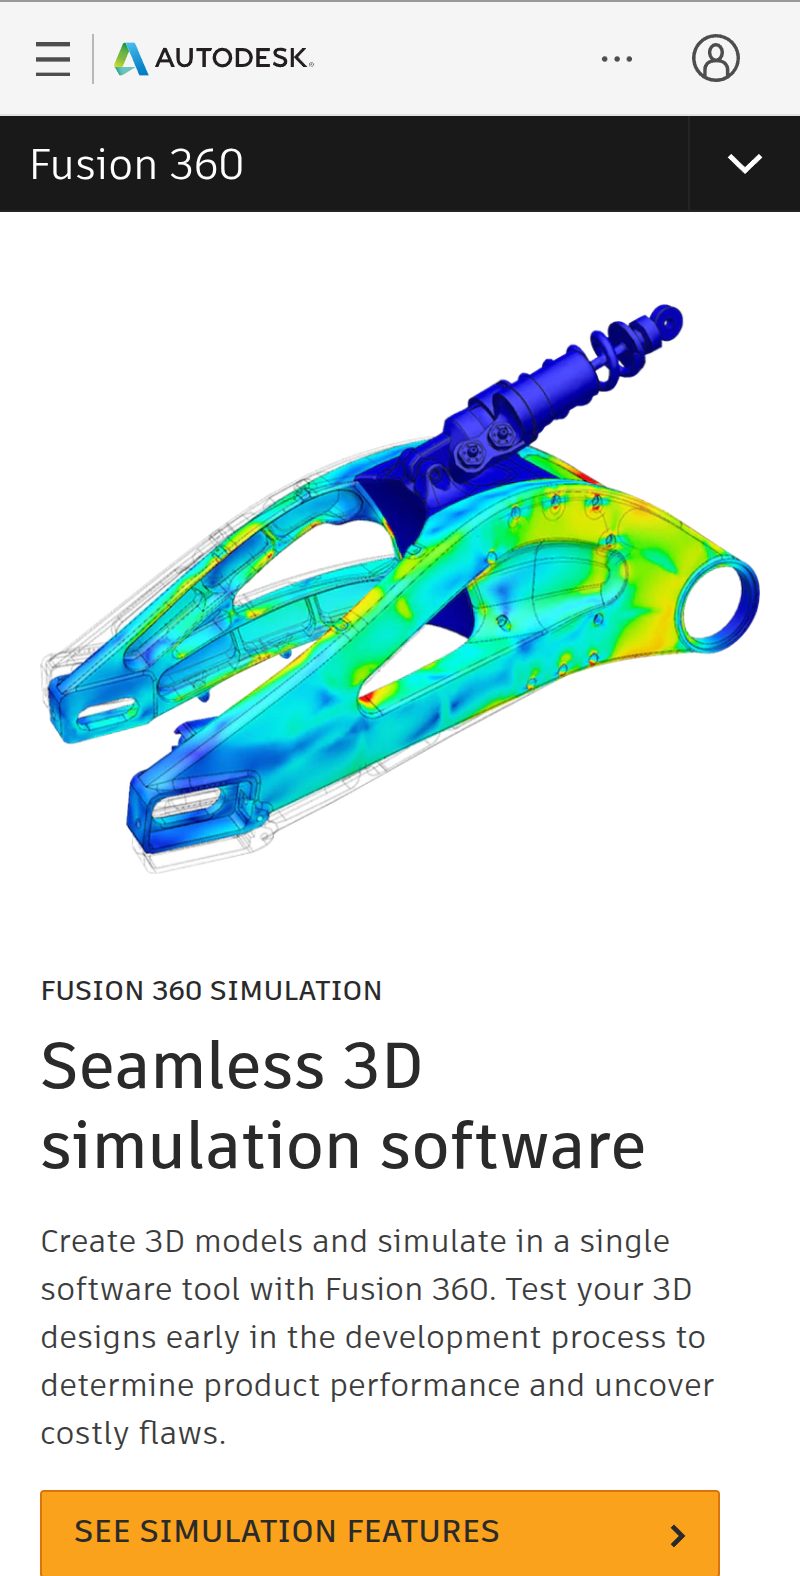 AUTODESK
Fusion 360
FUSION 360 SIMULATION
Seamless 3D
simulation software
Create 3D models and simulate in a single
software tool with Fusion 360. Test your 3D
designs early in the development process to
determine product performance and uncover
costly flaws.
SEE SIMULATION FEATURES